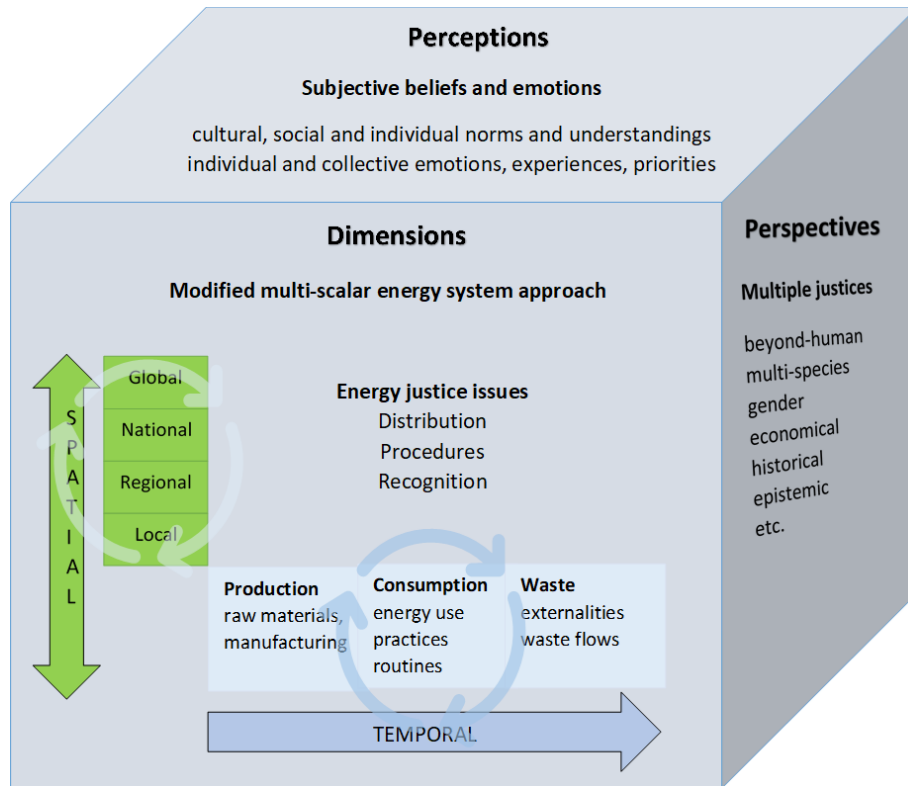 Perceptions
Subjective beliefs and emotions
cultural, social and individual norms and understandings
individual and collective emotions, experiences, priorities
Dimensions
Modified multi-scalar energy system approach
SPATIAL
Global
National
Regional
Local
Energy justice issues
Distribution
Procedures
Recognition
Production
raw materials,
manufacturing
Consumption
energy use
practices
routines
Waste
externalities
waste flows
TEMPORAL
Perspectives
Multiple justices
beyond-human
multi-species
gender
economical
historical
epistemic
etc.